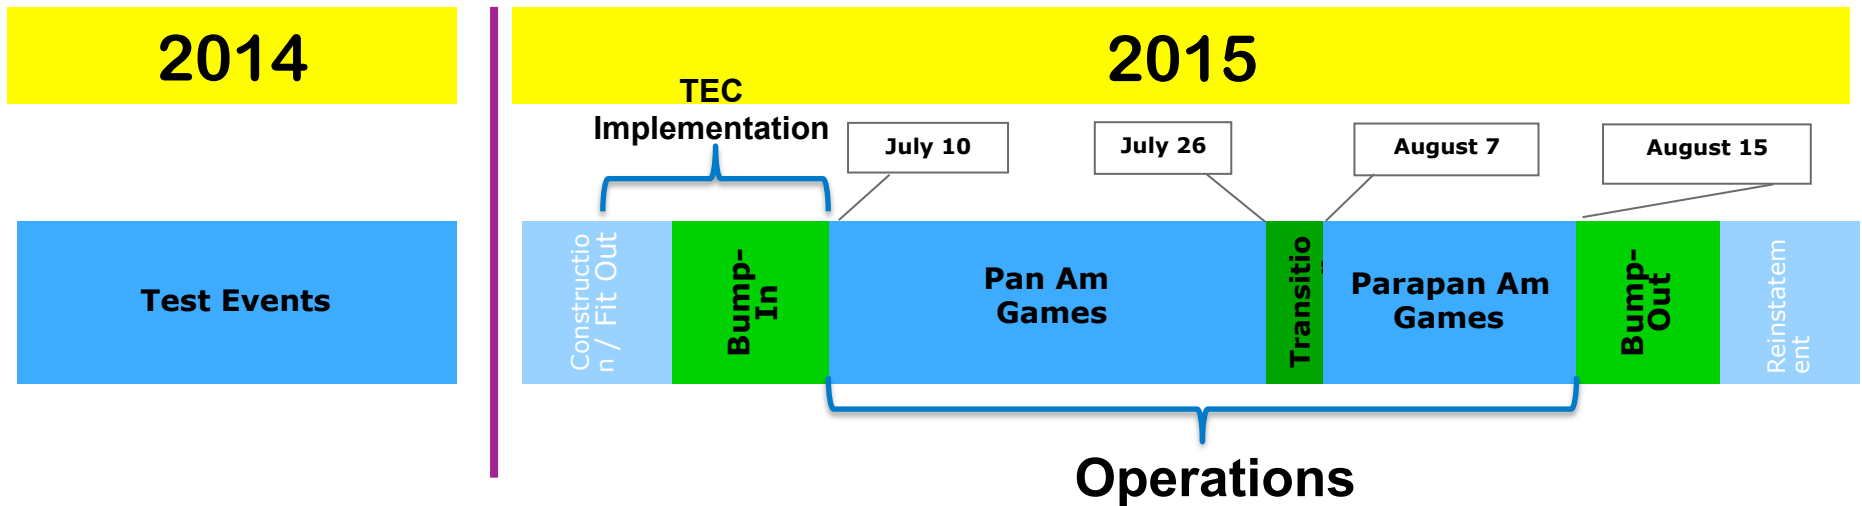 2014
2015
TEC
Implementation
July 10
July 26
August 7
August 15
Test Events
Constructio
n / Fit Out
Bump-
In
Pan Am
Games
Transitio
n
Parapan Am
Games
Bump-
Out
Reinstatem
ent
Operations